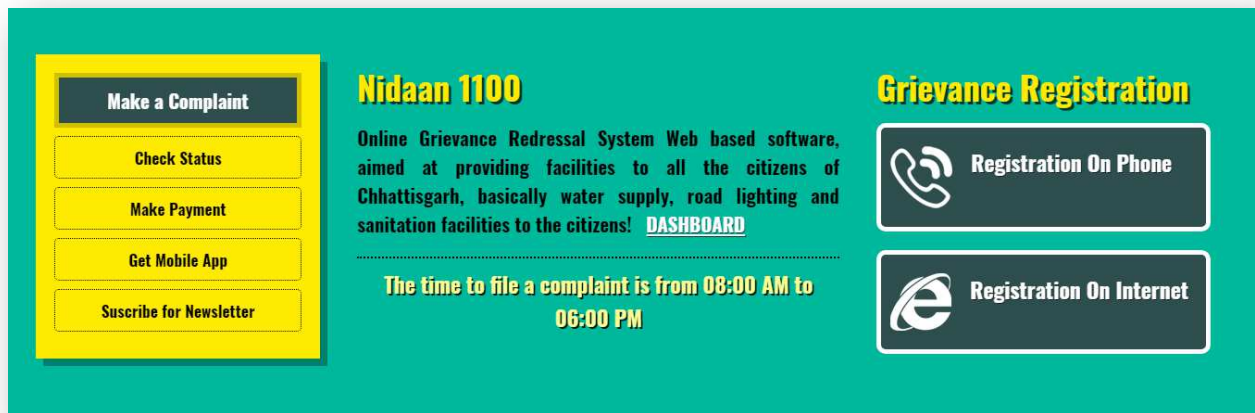 Make a Complaint
Check Status
Make Payment
Get Mobile App
Suscribe for Newsletter
Nidaan 1100
Online Grievance Redressal System Web based software,
aimed at providing facilities to all the citizens of
Chhattisgarh, basically water supply, road lighting and
sanitation facilities to the citizens! DASHBOARD
The time to file a complaint is from 08:00 AM to
06:00 PM
Grievance Registration
Registration On Phone
Registration On Internet